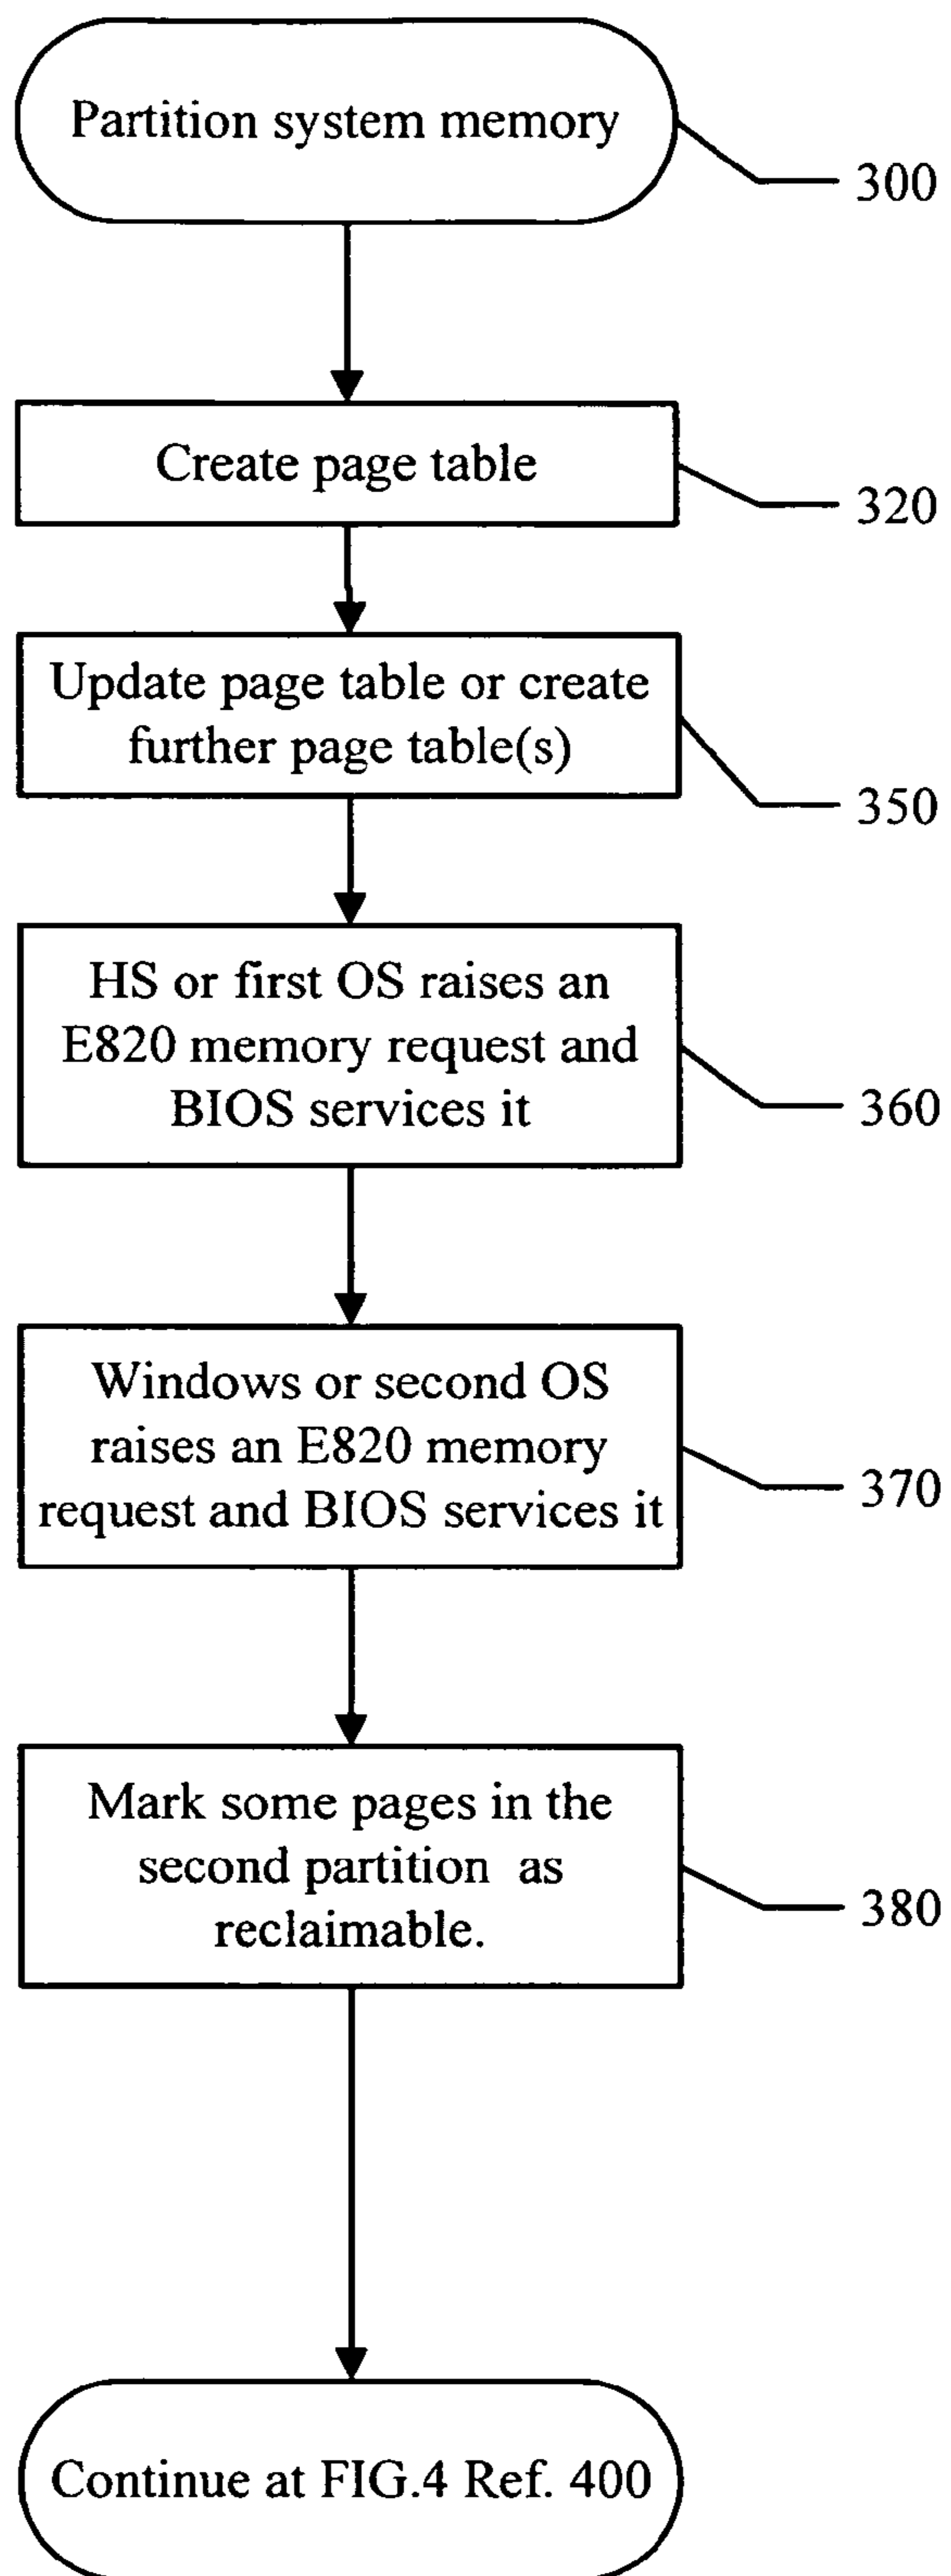 Partition system memory
300
Create page table
320
Update page table or create
further page table(s)
350
HS or first OS raises an
E820 memory request and
BIOS services it
360
Windows or second OS
raises an E820 memory
request and BIOS services it
370
Mark some pages in the
second partition as
reclaimable.
380
Continue at FIG.4 Ref. 400